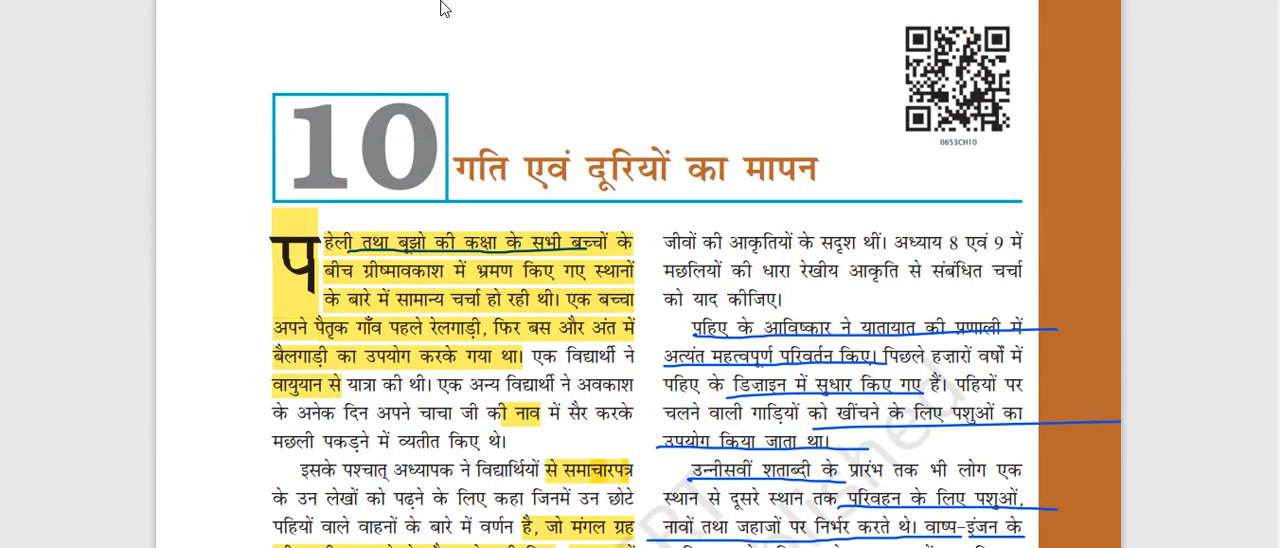 0653CH10
10
गति एवं दूरियों का मापन
पहेली तथा बूझो की कक्षा के सभी बच्चों के
बीच ग्रीष्मावकाश में भ्रमण किए गए स्थानों
के बारे में सामान्य चर्चा हो रही थी। एक बच्चा
अपने पैतृक गाँव पहले रेलगाड़ी, फिर बस और अंत में
बैलगाड़ी का उपयोग करके गया था। एक विद्यार्थी ने
वायुयान से यात्रा की थी। एक अन्य विद्यार्थी ने अवकाश
के अनेक दिन अपने चाचा जी की नाव में सैर करके
मछली पकड़ने में व्यतीत किए थे।
इसके पश्चात् अध्यापक ने विद्यार्थियों से समाचारपत्र
के उन लेखों को पढ़ने के लिए कहा जिनमें उन छोटे
पहियों वाले वाहनों के बारे में वर्णन है, जो मंगल ग्रह
जीवों की आकृतियों के सदृश थीं। अध्याय 8 एवं 9 में
मछलियों की धारा रेखीय आकृति से संबंधित चर्चा
को याद कीजिए।
पहिए के आविष्कार ने यातायात की प्रणाली में
अत्यंत महत्वपूर्ण परिवर्तन किए। पिछले हज़ारों वर्षों में
पहिए के डिज़ाइन में सुधार किए गए हैं। पहियों पर
चलने वाली गाड़ियों को खींचने के लिए पशुओं का
उपयोग किया जाता था।
उन्नीसवीं शताब्दी के प्रारंभ तक भी लोग एक
स्थान से दूसरे स्थान तक परिवहन के लिए पशुओं,
नावों तथा जहाजों पर निर्भर करते थे। वाष्प-इंजन के